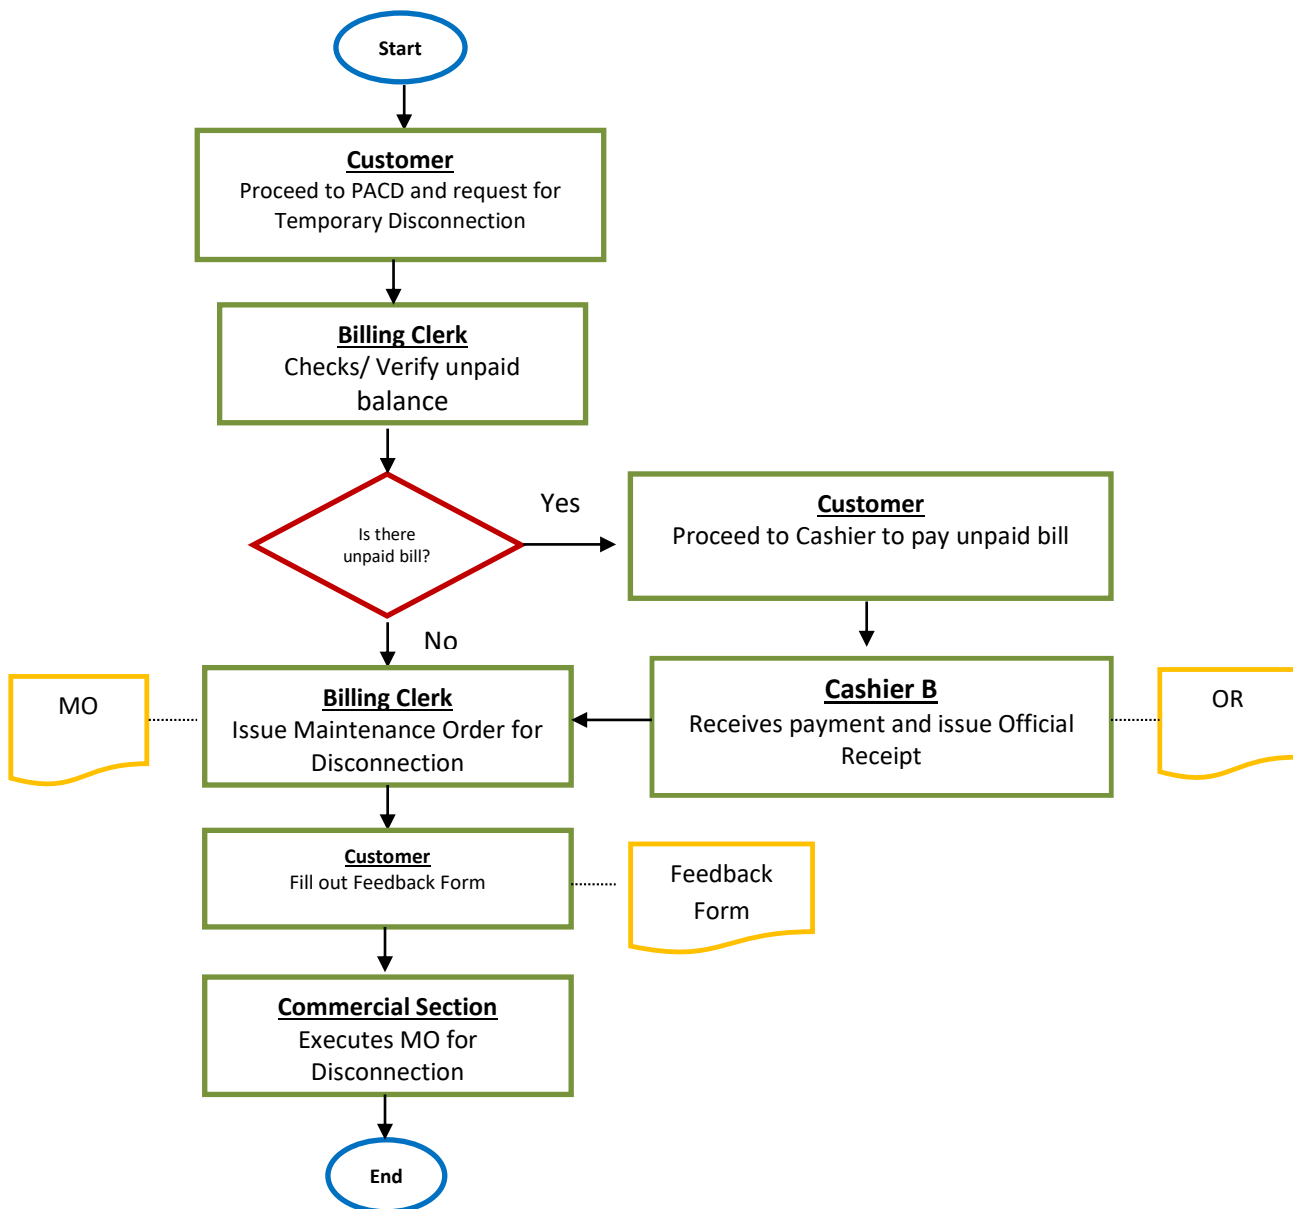 Start
Customer
Proceed to PACD and request for
Temporary Disconnection
Billing Clerk
Checks/ Verify unpaid
balance
Is there
unpaid bill?
Yes
Customer
Proceed to Cashier to pay unpaid bill
No
MO
Billing Clerk
Issue Maintenance Order for
Disconnection
Cashier B
Receives payment and issue Official
Receipt
OR
Customer
Fill out Feedback Form
Feedback
Form
Commercial Section
Executes MO for
Disconnection
End